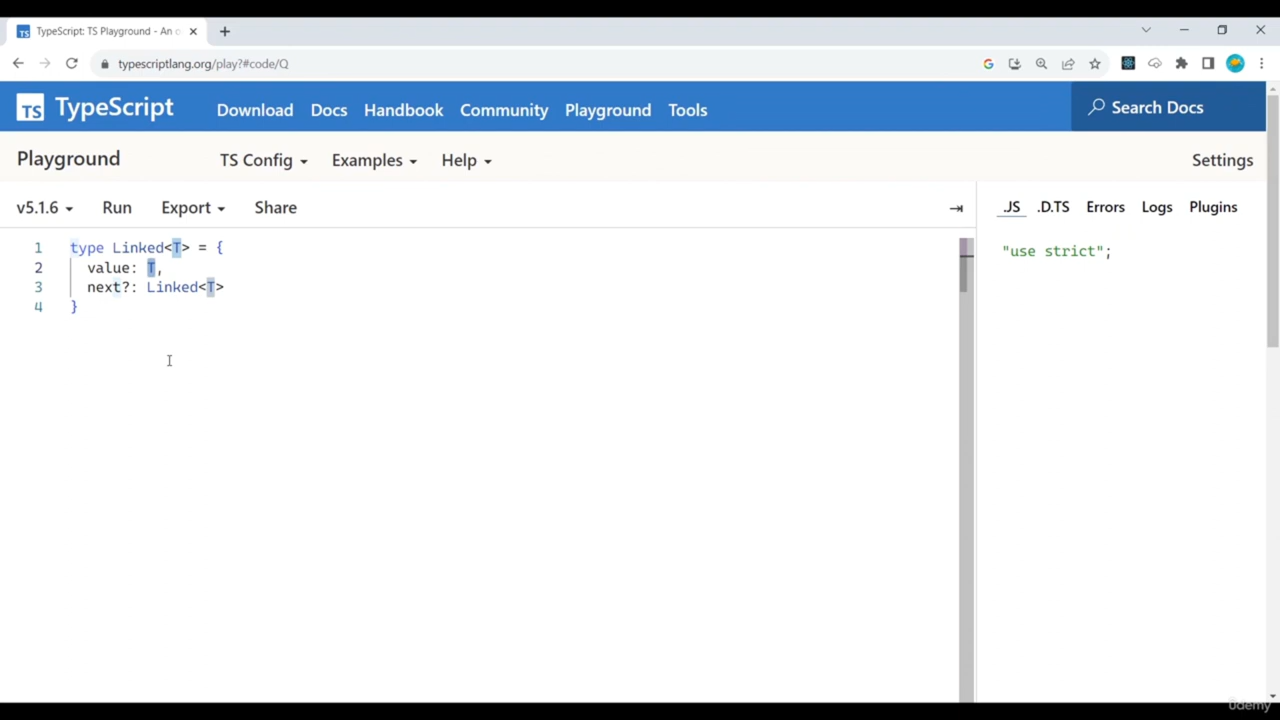 TypeScript: TS Playground - An o
typescriptlang.org/play?#code/Q
TS TypeScript Download Docs Handbook Community Playground Tools Search Docs
Playground TS Config Examples Help Settings
v5.1.6 Run Export Share .JS .D.TS Errors Logs Plugins
1 type Linked<T> = {
2 value: T,
3 next?: Linked<T>
4 }
"use strict";
ûdemy